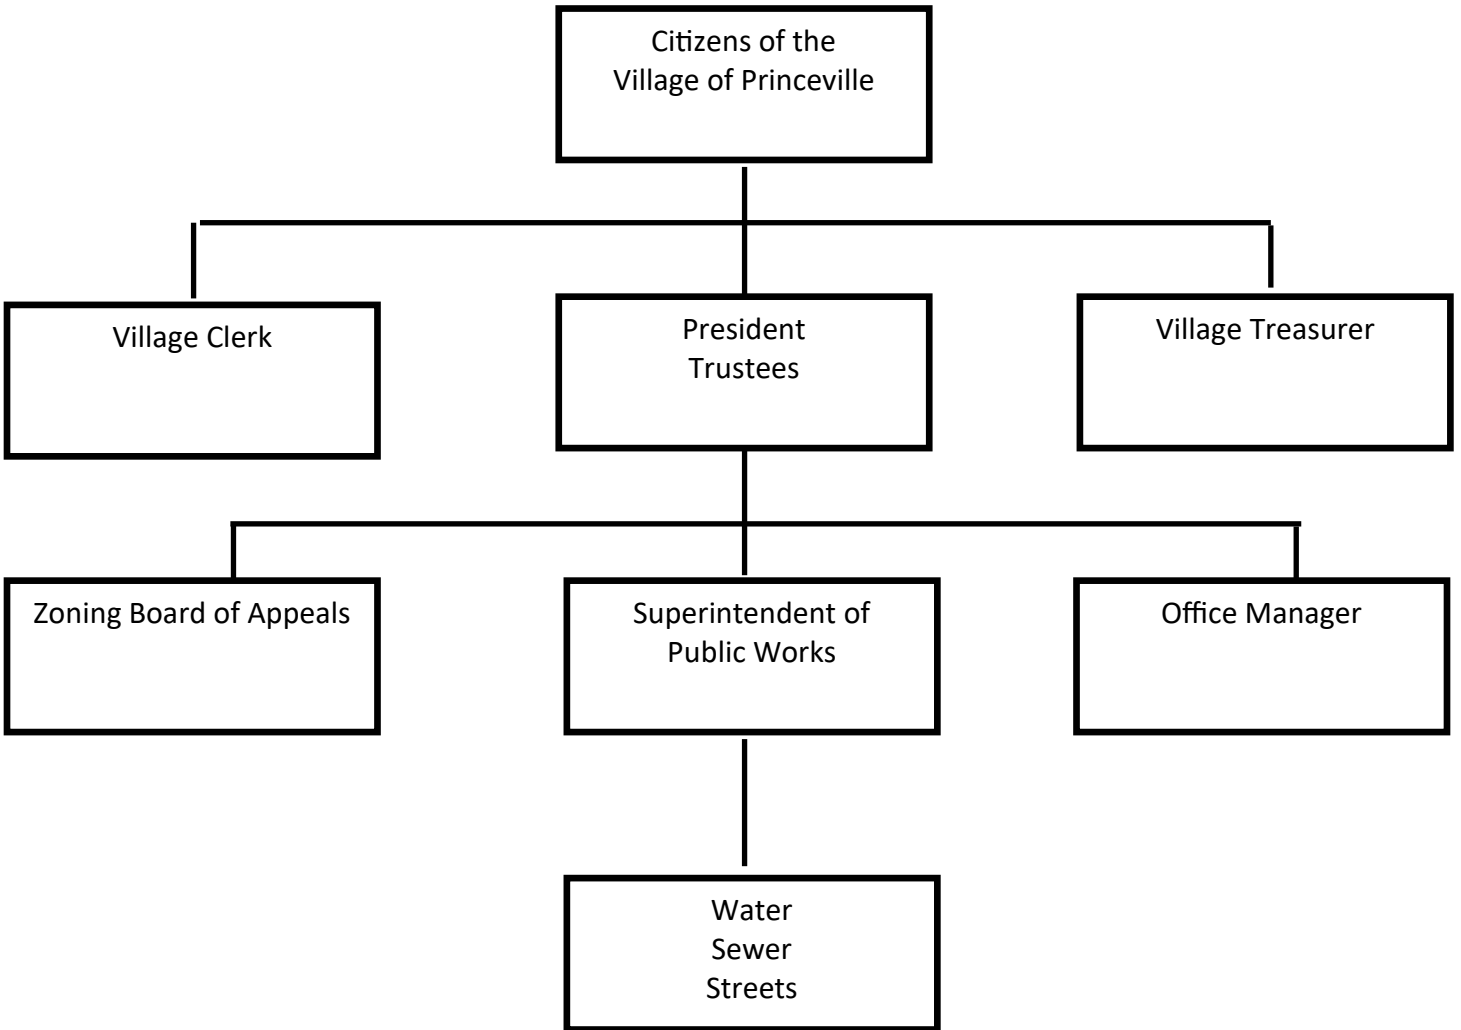 Citizens of the
Village of Princeville
Village Clerk
President
Trustees
Village Treasurer
Zoning Board of Appeals
Superintendent of
Public Works
Office Manager
Water
Sewer
Streets